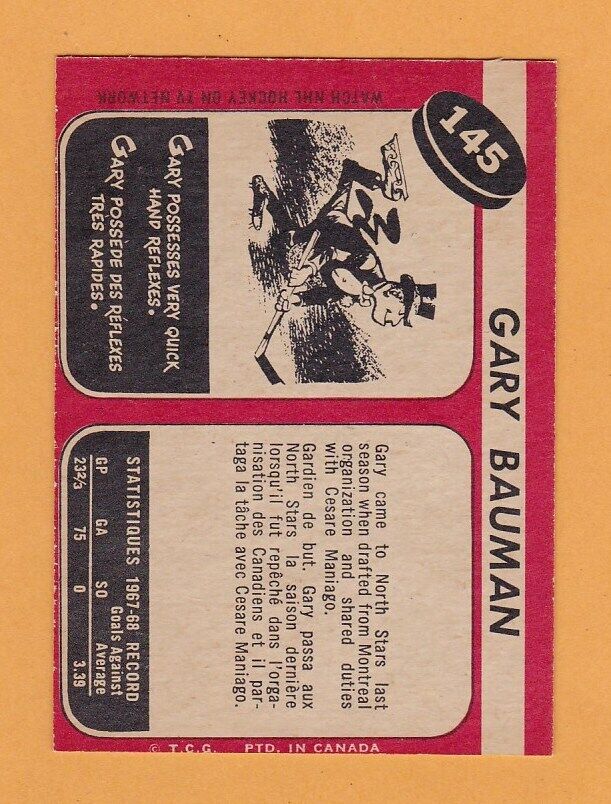 145
GARY BAUMAN
WATCH NHL HOCKEY ON TV NETWORK
GARY POSSESSES VERY QUICK
HAND REFLEXES.
GARY POSSÈDE DES RÉFLEXES
TRÈS RAPIDES.
Gary came to North Stars last
season when drafted from Montreal
organization and shared duties
with Cesare Maniago.
Gardien de but. Gary passa aux
North Stars la saison dernière
lorsqu'il fut repêché dans l'orga-
nisation des Canadiens et il par-
tagea la tâche avec Cesare Maniago.
STATISTIQUES 1967-68 RECORD
GP GA SO Goals Against
Average
23⅔ 75 0 3.39
© T.C.G. PTD. IN CANADA